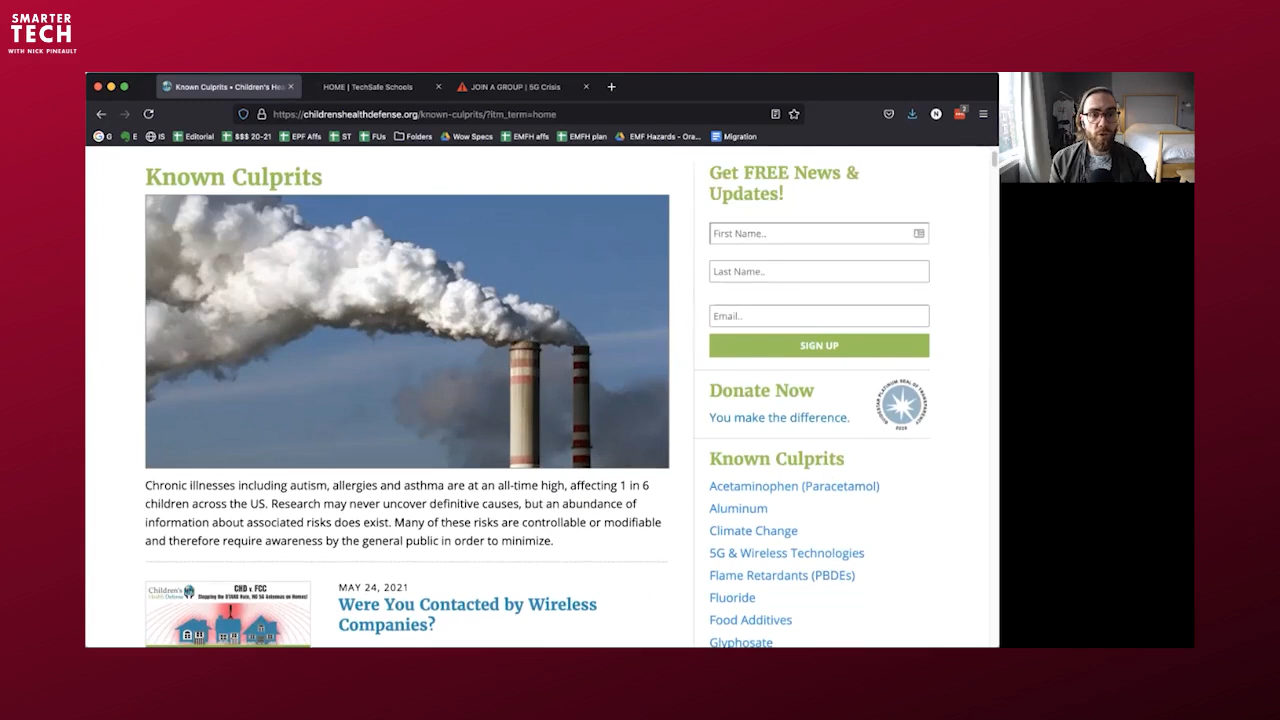 SMARTER
TECH
WITH NICK PINEAULT
Known Culprits • Children's Hea
HOME | TechSafe Schools
JOIN A GROUP | 5G Crisis
https://childrenshealthdefense.org/known-culprits/?itm_term=home
2
G
E
IS
Editorial
$$$ 20-21
EPF Affs
ST
FUs
Folders
Wow Specs
EMFH affs
EMFH plan
EMF Hazards - Ora...
Migration
Known Culprits
Chronic illnesses including autism, allergies and asthma are at an all-time high, affecting 1 in 6
children across the US. Research may never uncover definitive causes, but an abundance of
information about associated risks does exist. Many of these risks are controllable or modifiable
and therefore require awareness by the general public in order to minimize.
Children's
Health Defense
CHD v FCC
MAY 24, 2021
Were You Contacted by Wireless
Companies?
Get FREE News &
Updates!
First Name..
Last Name..
Email..
SIGN UP
Donate Now
You make the difference.
Known Culprits
Acetaminophen (Paracetamol)
Aluminum
Climate Change
5G & Wireless Technologies
Flame Retardants (PBDEs)
Fluoride
Food Additives
Glyphosate